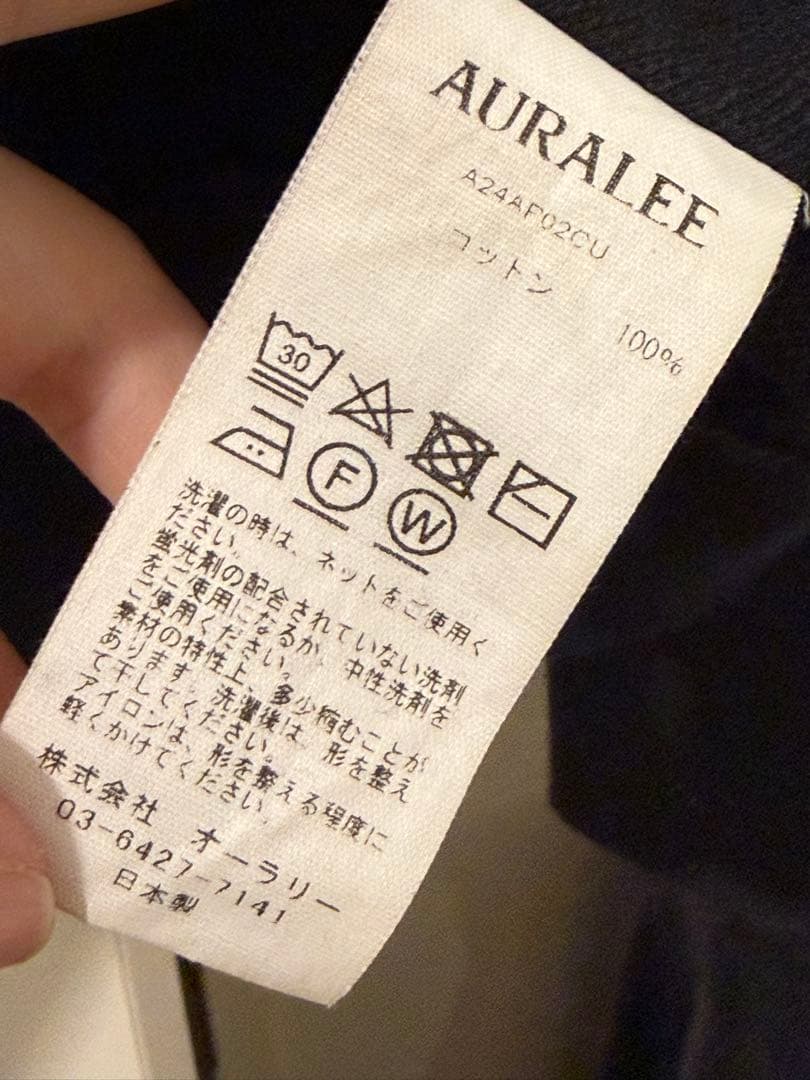 AURALEE
A24AP02CU
コットン
100%
30
F
W
洗濯の時は、ネットをご使用く
ださい。
蛍光剤の配合されていない洗剤
をご使用になるか、中性洗剤を
ご使用ください。
素材の特性上、多少縮むことが
あります。洗濯後は、形を整え
て干してください。
アイロンは、形を整える程度に
軽くかけてください。
株式会社 オーラリー
03-6427-7141
日本製